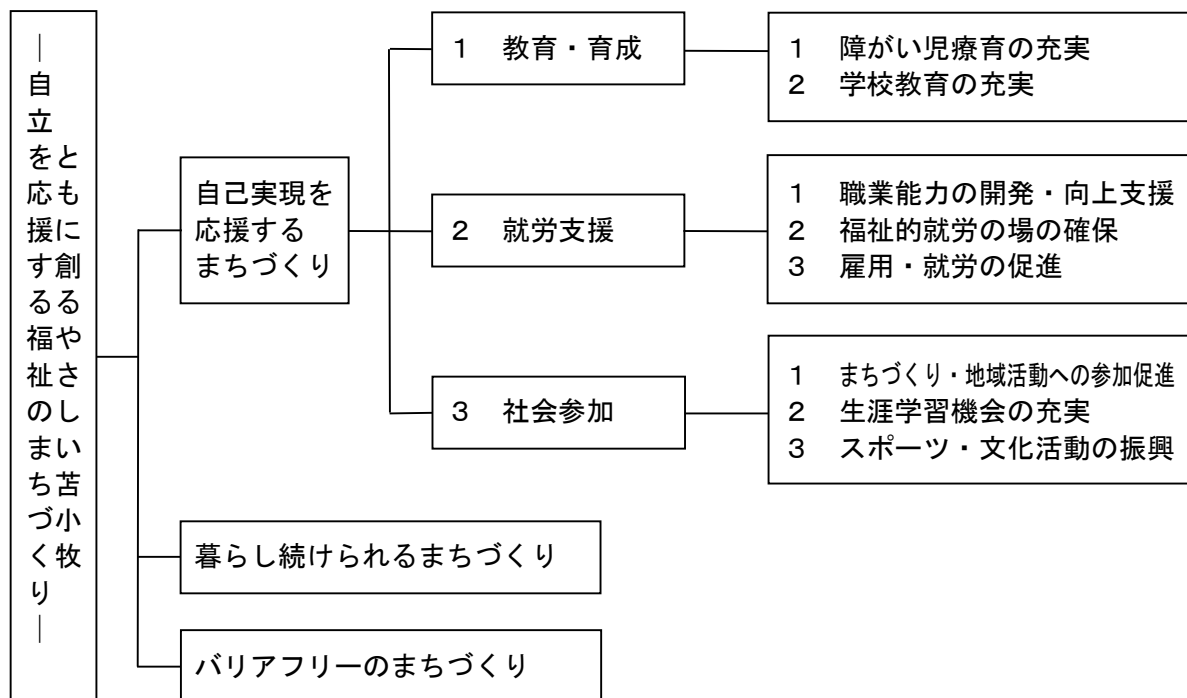 ともに創るやさしい苫小牧
―自立を応援する福祉のまちづくり―
自己実現を
応援する
まちづくり
1 教育・育成
1 障がい児療育の充実
2 学校教育の充実
2 就労支援
1 職業能力の開発・向上支援
2 福祉的就労の場の確保
3 雇用・就労の促進
3 社会参加
1 まちづくり・地域活動への参加促進
2 生涯学習機会の充実
3 スポーツ・文化活動の振興
暮らし続けられるまちづくり
バリアフリーのまちづくり